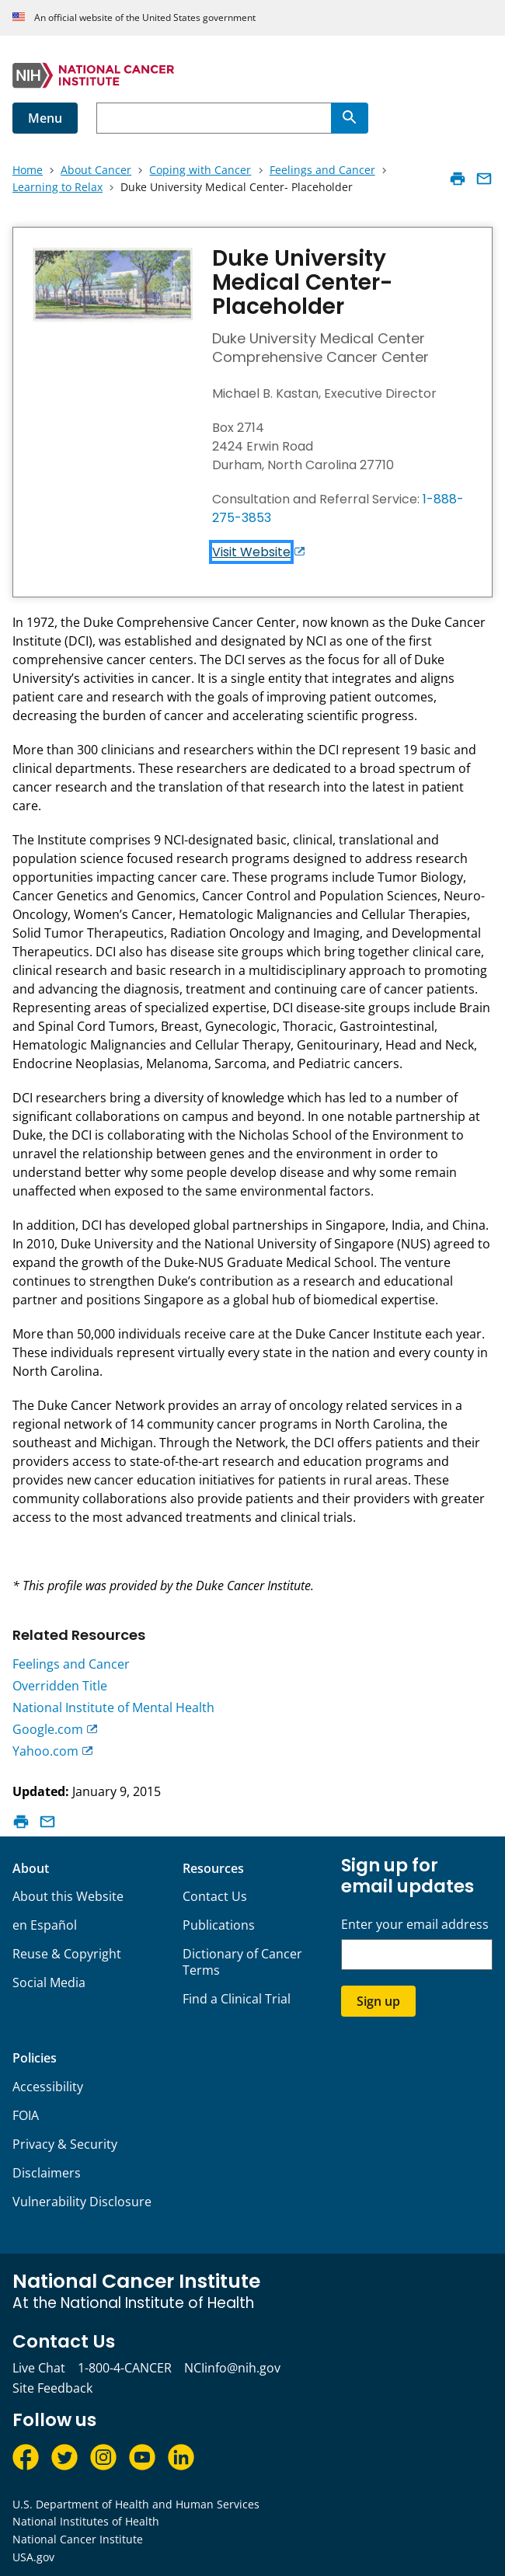 An official website of the United States government
NIH NATIONAL CANCER
INSTITUTE
Menu
Home > About Cancer > Coping with Cancer > Feelings and Cancer >
Learning to Relax > Duke University Medical Center- Placeholder
Duke University
Medical Center-
Placeholder
Duke University Medical Center
Comprehensive Cancer Center
Michael B. Kastan, Executive Director
Box 2714
2424 Erwin Road
Durham, North Carolina 27710
Consultation and Referral Service: 1-888-
275-3853
Visit Website
In 1972, the Duke Comprehensive Cancer Center, now known as the Duke Cancer
Institute (DCI), was established and designated by NCI as one of the first
comprehensive cancer centers. The DCI serves as the focus for all of Duke
University’s activities in cancer. It is a single entity that integrates and aligns
patient care and research with the goals of improving patient outcomes,
decreasing the burden of cancer and accelerating scientific progress.
More than 300 clinicians and researchers within the DCI represent 19 basic and
clinical departments. These researchers are dedicated to a broad spectrum of
cancer research and the translation of that research into the latest in patient
care.
The Institute comprises 9 NCI-designated basic, clinical, translational and
population science focused research programs designed to address research
opportunities impacting cancer care. These programs include Tumor Biology,
Cancer Genetics and Genomics, Cancer Control and Population Sciences, Neuro-
Oncology, Women’s Cancer, Hematologic Malignancies and Cellular Therapies,
Solid Tumor Therapeutics, Radiation Oncology and Imaging, and Developmental
Therapeutics. DCI also has disease site groups which bring together clinical care,
clinical research and basic research in a multidisciplinary approach to promoting
and advancing the diagnosis, treatment and continuing care of cancer patients.
Representing areas of specialized expertise, DCI disease-site groups include Brain
and Spinal Cord Tumors, Breast, Gynecologic, Thoracic, Gastrointestinal,
Hematologic Malignancies and Cellular Therapy, Genitourinary, Head and Neck,
Endocrine Neoplasias, Melanoma, Sarcoma, and Pediatric cancers.
DCI researchers bring a diversity of knowledge which has led to a number of
significant collaborations on campus and beyond. In one notable partnership at
Duke, the DCI is collaborating with the Nicholas School of the Environment to
unravel the relationship between genes and the environment in order to
understand better why some people develop disease and why some remain
unaffected when exposed to the same environmental factors.
In addition, DCI has developed global partnerships in Singapore, India, and China.
In 2010, Duke University and the National University of Singapore (NUS) agreed to
expand the growth of the Duke-NUS Graduate Medical School. The venture
continues to strengthen Duke’s contribution as a research and educational
partner and positions Singapore as a global hub of biomedical expertise.
More than 50,000 individuals receive care at the Duke Cancer Institute each year.
These individuals represent virtually every state in the nation and every county in
North Carolina.
The Duke Cancer Network provides an array of oncology related services in a
regional network of 14 community cancer programs in North Carolina, the
southeast and Michigan. Through the Network, the DCI offers patients and their
providers access to state-of-the-art research and education programs and
provides new cancer education initiatives for patients in rural areas. These
community collaborations also provide patients and their providers with greater
access to the most advanced treatments and clinical trials.
* This profile was provided by the Duke Cancer Institute.
Related Resources
Feelings and Cancer
Overridden Title
National Institute of Mental Health
Google.com
Yahoo.com
Updated: January 9, 2015
About
About this Website
en Español
Reuse & Copyright
Social Media
Resources
Contact Us
Publications
Dictionary of Cancer
Terms
Find a Clinical Trial
Sign up for
email updates
Enter your email address
Sign up
Policies
Accessibility
FOIA
Privacy & Security
Disclaimers
Vulnerability Disclosure
National Cancer Institute
At the National Institute of Health
Contact Us
Live Chat 1-800-4-CANCER NCIinfo@nih.gov
Site Feedback
Follow us
U.S. Department of Health and Human Services
National Institutes of Health
National Cancer Institute
USA.gov